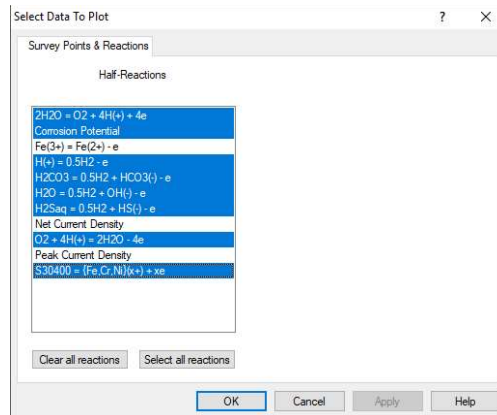 Select Data To Plot
?
X
Survey Points & Reactions
Half-Reactions
2H2O = O2 + 4H(+) + 4e
Corrosion Potential
Fe(3+) = Fe(2+) - e
H(+) = 0.5H2 - e
H2CO3 = 0.5H2 + HCO3(-) - e
H2O = 0.5H2 + OH(-) - e
H2Saq = 0.5H2 + HS(-) - e
Net Current Density
O2 + 4H(+) = 2H2O - 4e
Peak Current Density
S30400 = {Fe,Cr,Ni}(x+) + xe
Clear all reactions Select all reactions
OK Cancel Apply Help